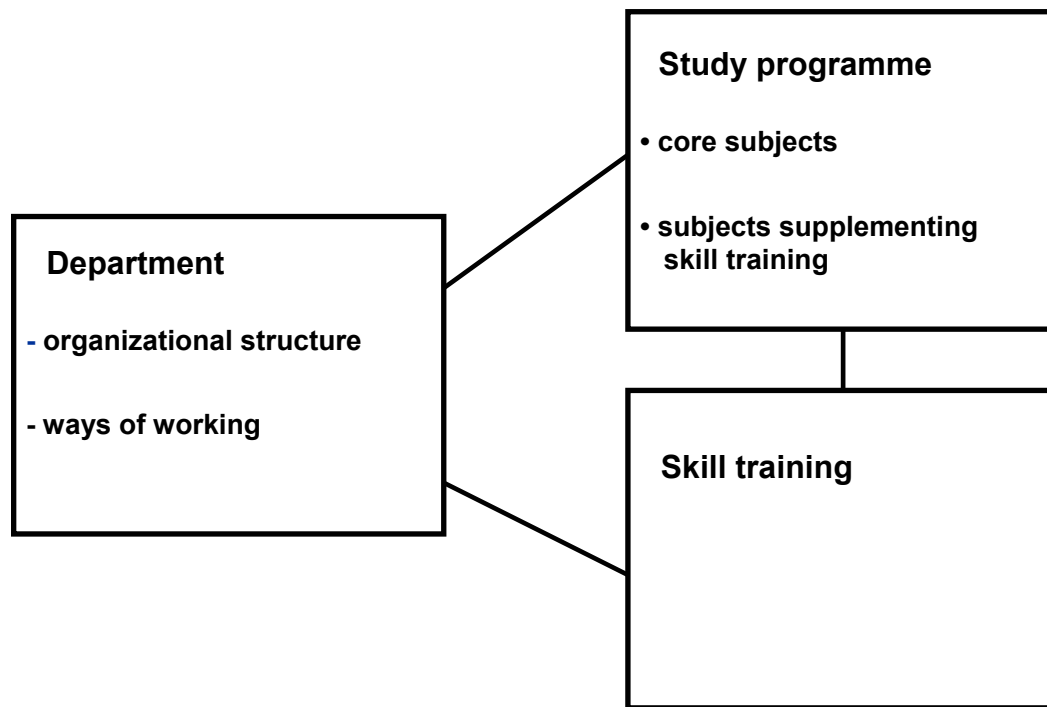 Study programme
• core subjects
• subjects supplementing
skill training
Department
- organizational structure
- ways of working
Skill training